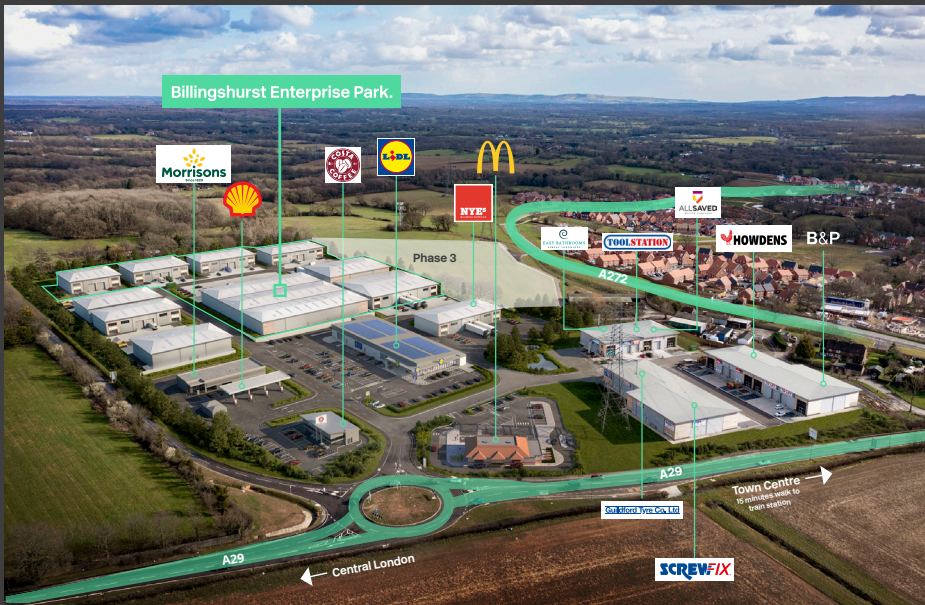 Billingshurst Enterprise Park.
Morrisons
Since 1899
COSTA
COFFEE
LIDL
NYES
ALLSAVED
EASY BATHROOMS
TOOLSTATION
HOWDENS
B&P
Phase 3
A272
A29
Town Centre
15 minutes walk to
train station
Guildford Tyre Co. Ltd
A29
Central London
SCREWFIX